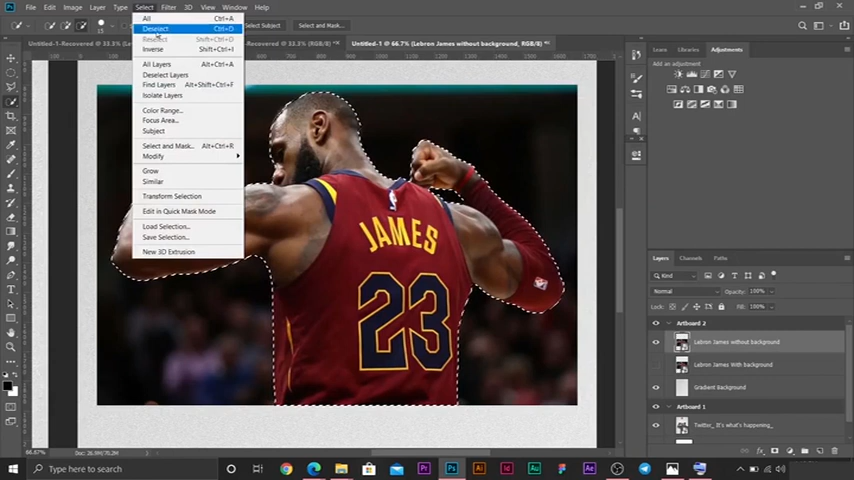 File Edit Image Layer Type Select Filter 3D View Window Help
15
Select Subject
Select and Mask...
Untitled-1-Recovered @ 33.3% (RGB/8)
33.3% (RGB/8) *
Untitled-1 @ 66.7% (Lebron James without background, RGB/8) *
All Ctrl+A
Deselect Ctrl+D
Reselect Shift+Ctrl+D
Inverse Shift+Ctrl+I
All Layers Alt+Ctrl+A
Deselect Layers
Find Layers Alt+Shift+Ctrl+F
Isolate Layers
Color Range...
Focus Area...
Subject
Select and Mask... Alt+Ctrl+R
Modify
Grow
Similar
Transform Selection
Edit in Quick Mask Mode
Load Selection...
Save Selection...
New 3D Extrusion
JAMES
23
Learn Libraries Adjustments
Add an adjustment
Layers Channels Paths
Kind
Normal Opacity: 100%
Lock: Fill: 100%
Artboard 2
Lebron James without background
Lebron James With background
Gradient Background
Artboard 1
Twitter_ It's what's happening_
66.67% Doc: 26.9M/70.2M
Type here to search